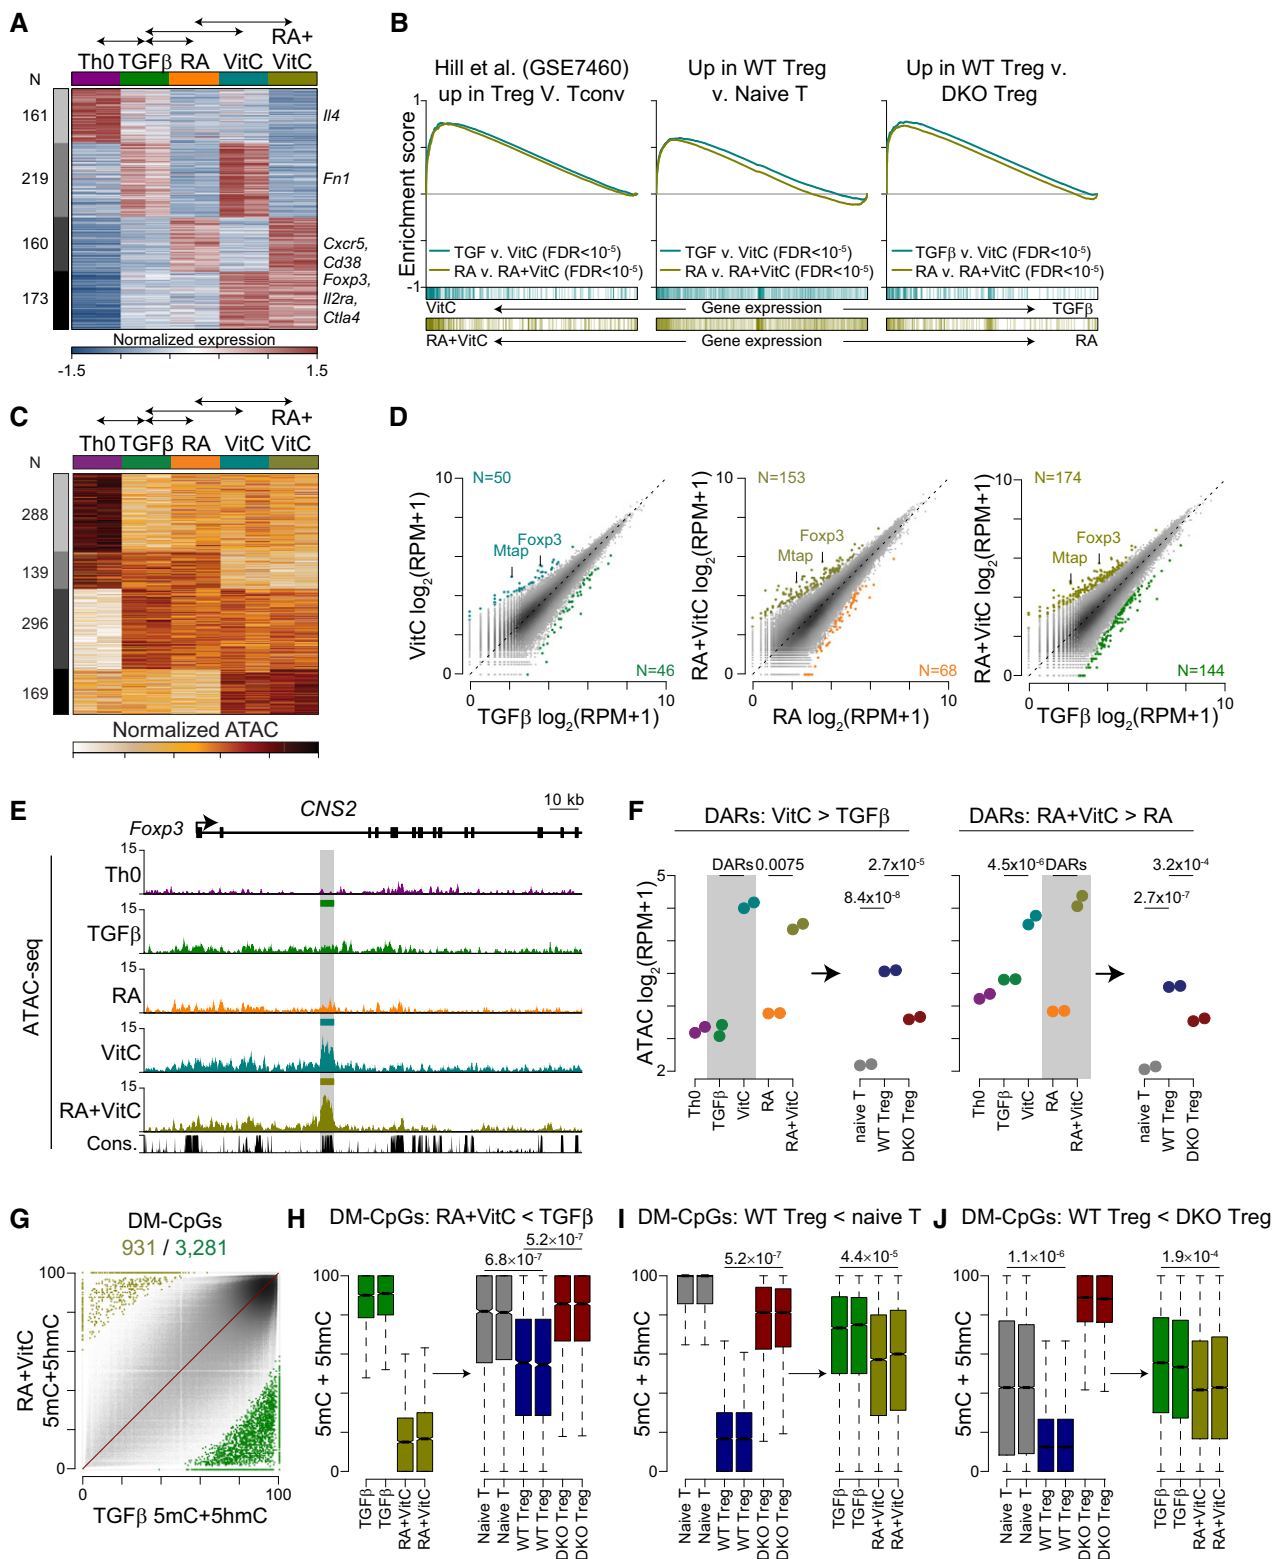 A
RA+
Th0 TGFβ RA VitC VitC
N
161
219
160
173
Il4
Fn1
Cxcr5,
Cd38
Foxp3,
Il2ra,
Ctla4
Normalized expression
-1.5 1.5
B
Hill et al. (GSE7460)
up in Treg V. Tconv
Up in WT Treg
v. Naive T
Up in WT Treg v.
DKO Treg
Enrichment score
1
-1
TGF v. VitC (FDR<10-5)
RA v. RA+VitC (FDR<10-5)
TGF v. VitC (FDR<10-5)
RA v. RA+VitC (FDR<10-5)
TGFβ v. VitC (FDR<10-5)
RA v. RA+VitC (FDR<10-5)
VitC Gene expression TGFβ
RA+VitC Gene expression RA
C
RA+
Th0 TGFβ RA VitC VitC
N
288
139
296
169
Normalized ATAC
D
VitC log2(RPM+1)
10
0
N=50
Foxp3
Mtap
N=46
0 10
TGFβ log2(RPM+1)
RA+VitC log2(RPM+1)
10
0
N=153
Foxp3
Mtap
N=68
0 10
RA log2(RPM+1)
RA+VitC log2(RPM+1)
10
0
N=174
Foxp3
Mtap
N=144
0 10
TGFβ log2(RPM+1)
E
CNS2
10 kb
Foxp3
ATAC-seq
15
Th0
15
TGFβ
15
RA
15
VitC
15
RA+VitC
Cons.
F
DARs: VitC > TGFβ
DARs: RA+VitC > RA
ATAC log2(RPM+1)
5
2
DARs 0.0075
2.7x10-5
8.4x10-8
4.5x10-6 DARs
3.2x10-4
2.7x10-7
Th0
TGFβ
VitC
RA
RA+VitC
naive T
WT Treg
DKO Treg
Th0
TGFβ
VitC
RA
RA+VitC
naive T
WT Treg
DKO Treg
G
DM-CpGs
931 / 3,281
RA+VitC
5mC+5hmC
100
0
0 100
TGFβ 5mC+5hmC
H
DM-CpGs: RA+VitC < TGFβ
5.2×10-7
6.8×10-7
5mC + 5hmC
100
0
TGFβ
TGFβ
RA+VitC
RA+VitC
Naive T
Naive T
WT Treg
WT Treg
DKO Treg
DKO Treg
I
DM-CpGs: WT Treg < naive T
5.2×10-7
4.4×10-5
5mC + 5hmC
100
0
Naive T
Naive T
WT Treg
WT Treg
DKO Treg
DKO Treg
TGFβ
TGFβ
RA+VitC
RA+VitC
J
DM-CpGs: WT Treg < DKO Treg
1.1×10-6
1.9×10-4
5mC + 5hmC
100
0
Naive T
Naive T
WT Treg
WT Treg
DKO Treg
DKO Treg
TGFβ
TGFβ
RA+VitC
RA+VitC